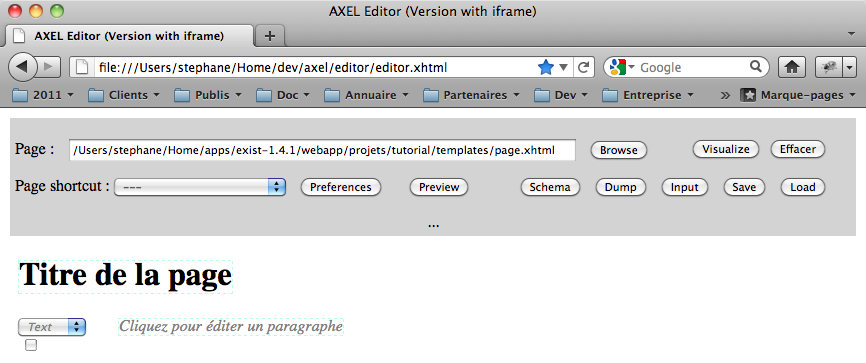 AXEL Editor (Version with iframe)
AXEL Editor (Version with iframe)
file:///Users/stephane/Home/dev/axel/editor/editor.xhtml Google
2011 Clients Publis Doc Annuaire Partenaires Dev Entreprise » Marque-pages
Page : /Users/stephane/Home/apps/exist-1.4.1/webapp/projets/tutorial/templates/page.xhtml Browse Visualize Effacer
Page shortcut : --- Preferences Preview Schema Dump Input Save Load
...
Titre de la page
Text Cliquez pour éditer un paragraphe